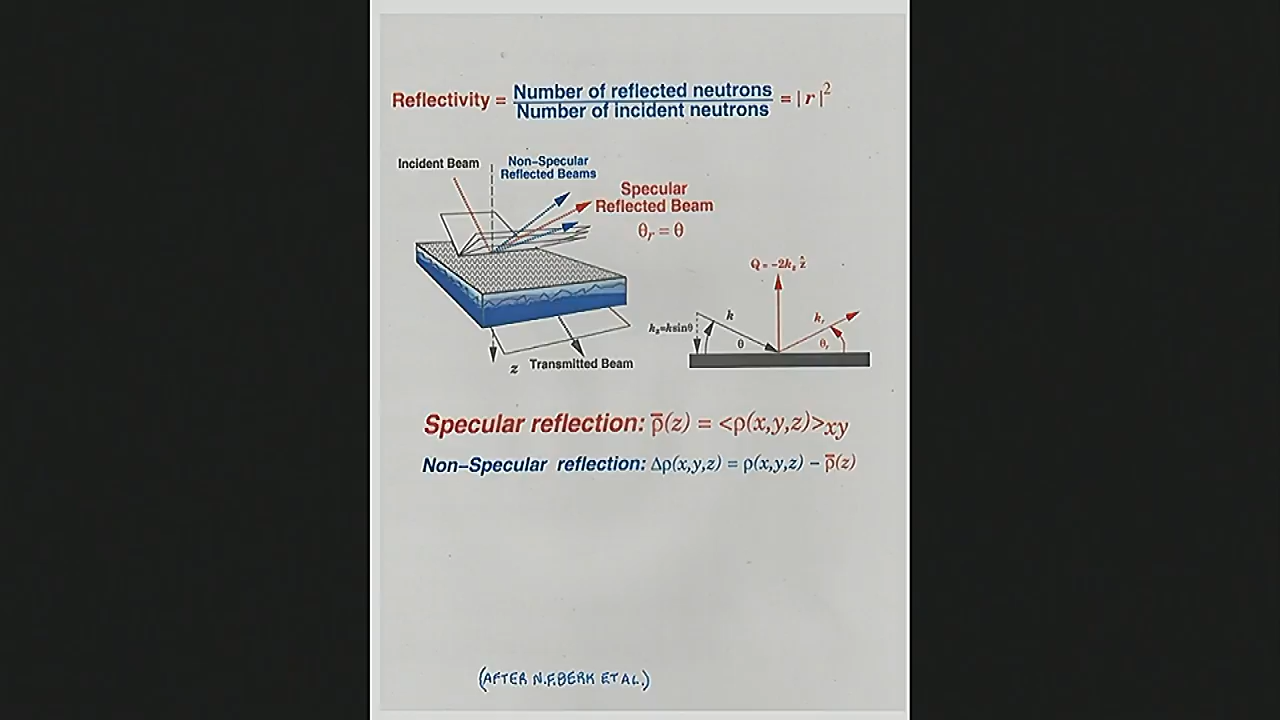 Reflectivity = Number of reflected neutrons / Number of incident neutrons = |r|²
Incident Beam
Non–Specular
Reflected Beams
Specular
Reflected Beam
θr = θ
Q = -2kz ẑ
k
kr
kz=ksinθ
θ
θr
z
Transmitted Beam
Specular reflection: ρ̅(z) = <ρ(x,y,z)>xy
Non–Specular reflection: Δρ(x,y,z) = ρ(x,y,z) – ρ̅(z)
(AFTER N.F. BERK ET AL.)